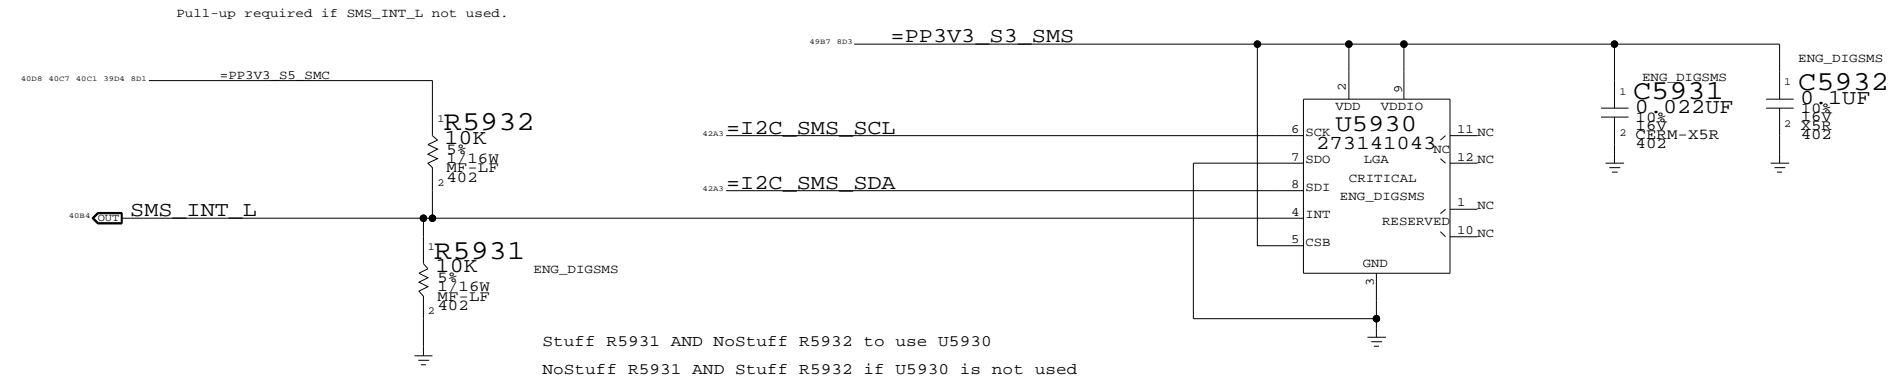 Pull-up required if SMS_INT_L not used.
49B7 8D3 =PP3V3_S3_SMS
40D8 40C7 40C1 39D4 8D1 =PP3V3_S5_SMC
1 R5932
10K
5%
1/16W
MF-LF
2 402
40B4 OUT SMS_INT_L
1 R5931
10K
5%
1/16W
MF-LF
2 402
ENG_DIGSMS
42A3 =I2C_SMS_SCL
42A3 =I2C_SMS_SDA
2 9
VDD VDDIO
U5930
273141043
LGA
CRITICAL
ENG_DIGSMS
6 SCK
7 SDO
8 SDI
4 INT
5 CSB
NC
11 NC
12 NC
RESERVED
1 NC
10 NC
GND
3
ENG_DIGSMS
1 C5931
0.022UF
10%
16V
2 CERM-X5R
402
ENG_DIGSMS
1 C5932
0.1UF
10%
16V
2 X5R
402
Stuff R5931 AND NoStuff R5932 to use U5930
NoStuff R5931 AND Stuff R5932 if U5930 is not used